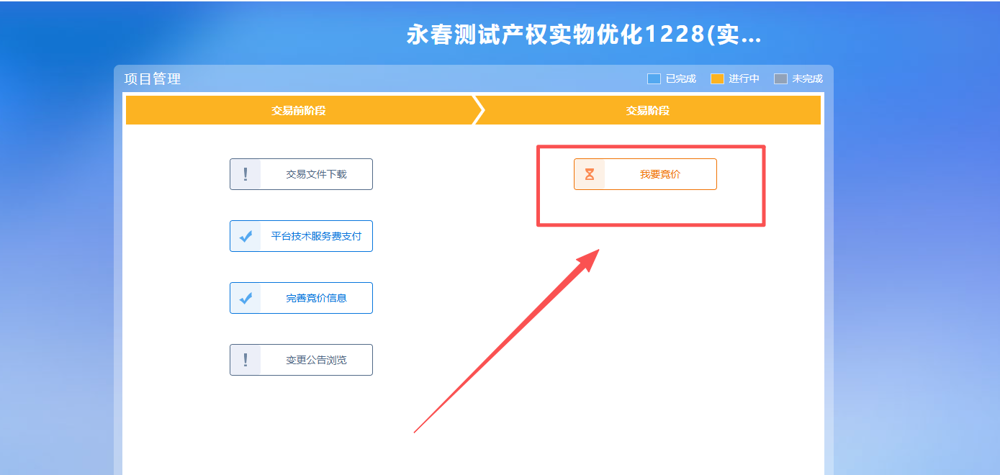 永春测试产权实物优化1228(实...
项目管理
已完成 进行中 未完成
交易前阶段 交易阶段
交易文件下载 我要竞价
平台技术服务费支付
完善竞价信息
变更公告浏览